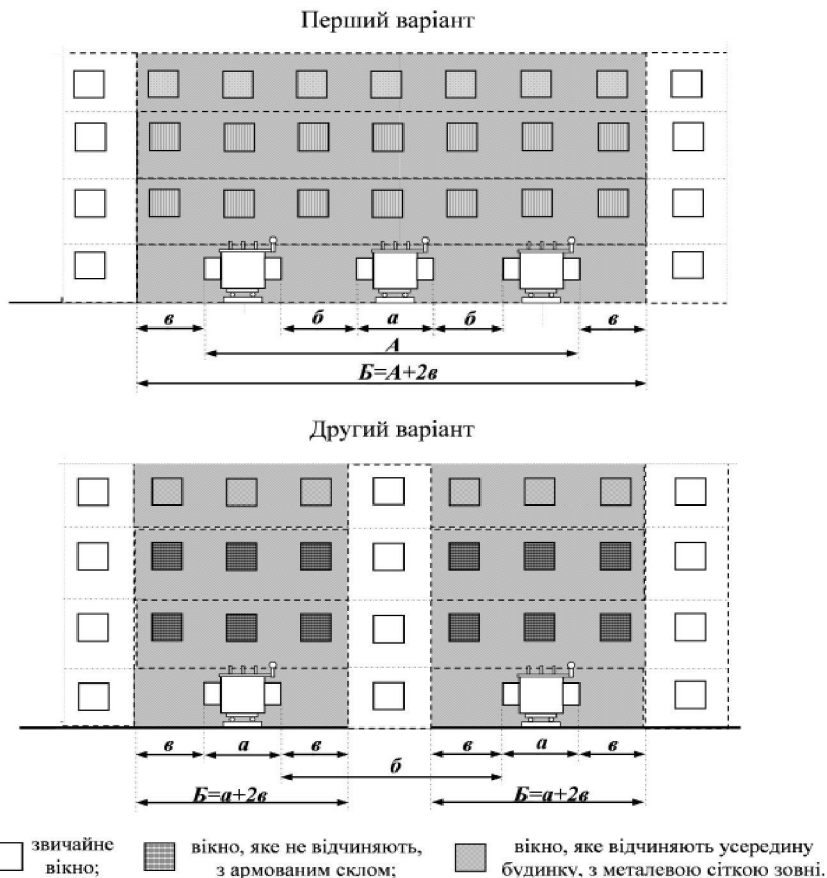 Перший варіант
в б а б в
А
Б=А+2в
Другий варіант
в а в в а в
б
Б=а+2в Б=а+2в
звичайне вікно;
вікно, яке не відчиняють, з армованим склом;
вікно, яке відчиняють усередину будинку, з металевою сіткою зовні.